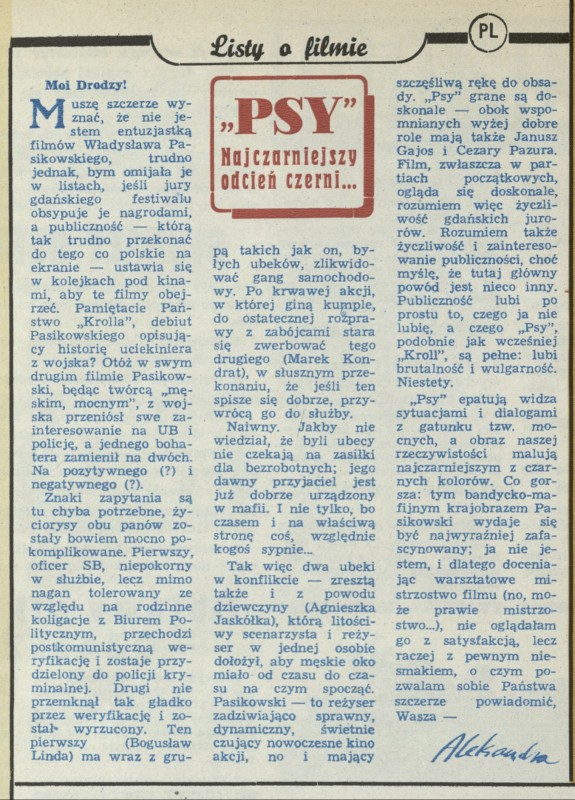 Listy o filmie
PL
Moi Drodzy!
Muszę szczerze wy-
znać, że nie je-
stem entuzjastką
filmów Władysława Pa-
sikowskiego, trudno
jednak, bym omijała je
w listach, jeśli jury
gdańskiego festiwalu
obsypuje je nagrodami,
a publiczność — którą
tak trudno przekonać
do tego co polskie na
ekranie — ustawia się
w kolejkach pod kina-
mi, aby te filmy obej-
rzeć. Pamiętacie Pań-
stwo „Krolla”, debiut
Pasikowskiego opisują-
cy historię uciekiniera
z wojska? Otóż w swym
drugim filmie Pasikow-
ski, będąc twórcą „mę-
skim, mocnym”, z woj-
ska przeniósł swe za-
interesowanie na UB i
policję, a jednego boha-
tera zamienił na dwóch.
Na pozytywnego (?) i
negatywnego (?).
Znaki zapytania są
tu chyba potrzebne, ży-
ciorysy obu panów zo-
stały bowiem mocno po-
komplikowane. Pierwszy,
oficer SB, niepokorny
w służbie, lecz mimo
nagan tolerowany ze
względu na rodzinne
koligacje z Biurem Po-
litycznym, przechodzi
postkomunistyczną we-
ryfikację i zostaje przy-
dzielony do policji kry-
minalnej. Drugi nie
przemknął tak gładko
przez weryfikację i zo-
stał wyrzucony. Ten
pierwszy (Bogusław
Linda) ma wraz z gru-
„PSY”
Najczarniejszy
odcień czerni...
pą takich jak on, by-
łych ubeków, zlikwido-
wać gang samochodo-
wy. Po krwawej akcji,
w której giną kumple,
do ostatecznej rozpra-
wy z zabójcami stara
się zwerbować tego
drugiego (Marek Kon-
drat), w słusznym prze-
konaniu, że jeśli ten
spisze się dobrze, przy-
wrócą go do służby.
Naiwny. Jakby nie
wiedział, że byli ubecy
nie czekają na zasiłki
dla bezrobotnych; jego
dawny przyjaciel jest
już dobrze urządzony
w mafii. I nie tylko, bo
czasem i na właściwą
stronę coś, względnie
kogoś sypnie...
Tak więc dwa ubeki
w konflikcie — zresztą
także i z powodu
dziewczyny (Agnieszka
Jaskółka), którą litości-
wy scenarzysta i reży-
ser w jednej osobie
dołożył, aby męskie oko
miało od czasu do cza-
su na czym spocząć.
Pasikowski — to reżyser
zadziwiająco sprawny,
dynamiczny, świetnie
czujący nowoczesne kino
akcji, no i mający
szczęśliwą rękę do obsa-
dy. „Psy” grane są do-
skonale — obok wspo-
mnianych wyżej dobre
role mają także Janusz
Gajos i Cezary Pazura.
Film, zwłaszcza w par-
tiach początkowych,
ogląda się doskonale,
rozumiem więc życzli-
wość gdańskich juro-
rów. Rozumiem także
życzliwość i zaintereso-
wanie publiczności, choć
myślę, że tutaj główny
powód jest nieco inny.
Publiczność lubi po
prostu to, czego ja nie
lubię, a czego „Psy”,
podobnie jak wcześniej
„Kroll”, są pełne: lubi
brutalność i wulgarność.
Niestety.
„Psy” epatują widza
sytuacjami i dialogami
z gatunku tzw. mo-
cnych, a obraz naszej
rzeczywistości malują
najczarniejszym z czar-
nych kolorów. Co gor-
sza: tym bandycko-ma-
fijnym krajobrazem Pa-
sikowski wydaje się
być najwyraźniej zafa-
scynowany; ja nie je-
stem, i dlatego docenia-
jąc warsztatowe mi-
strzostwo filmu (no, mo-
że prawie mistrzo-
stwo...), nie oglądałam
go z satysfakcją, lecz
raczej z pewnym nie-
smakiem, o czym po-
zwalam sobie Państwa
szczerze powiadomić,
Wasza —
Aleksandra